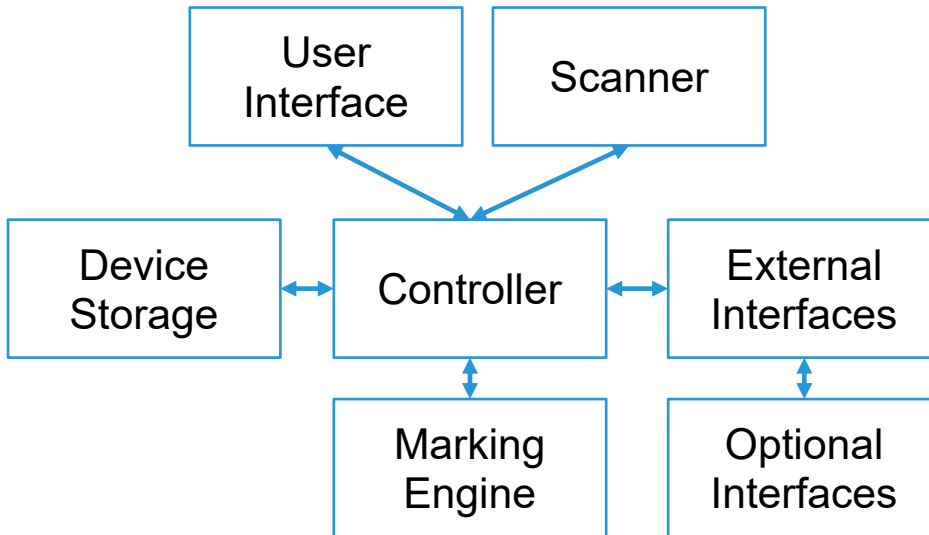 User
Interface
Scanner
Device
Storage
Controller
External
Interfaces
Marking
Engine
Optional
Interfaces